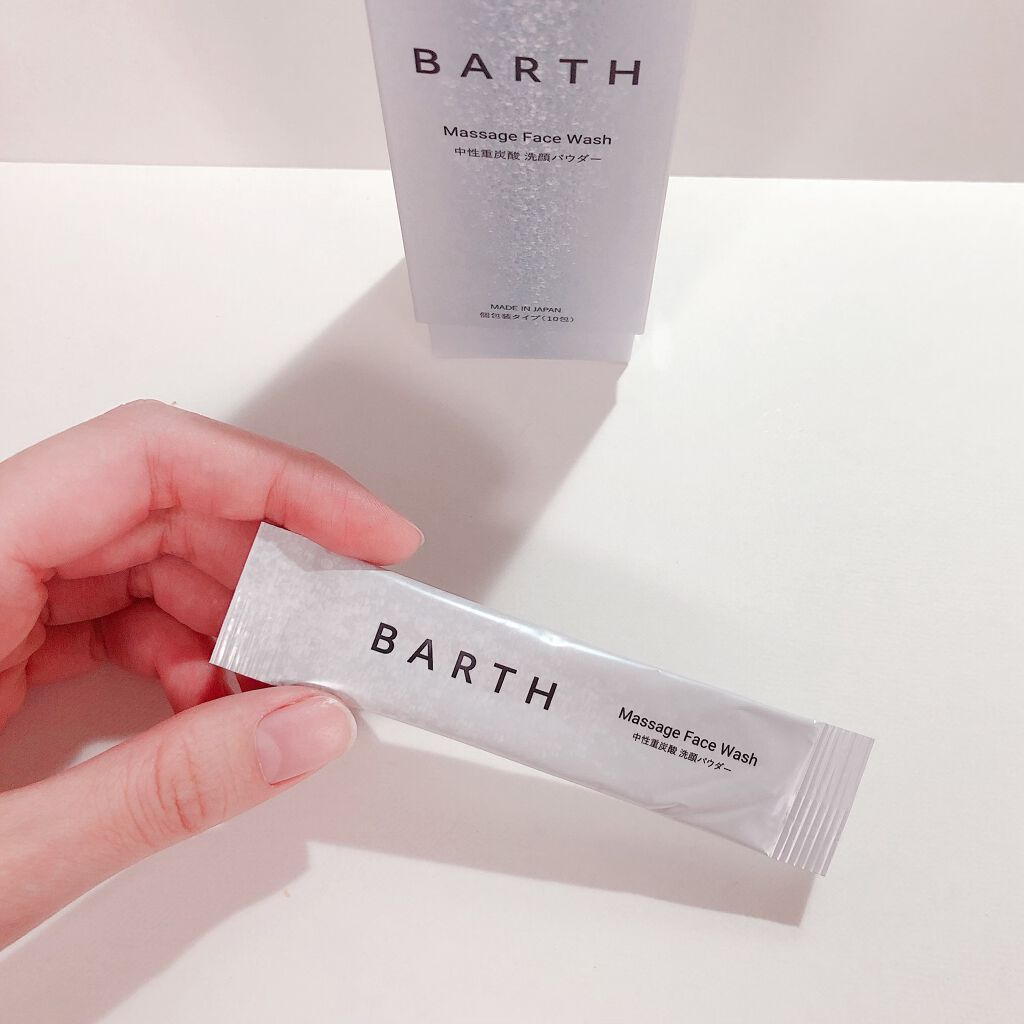 BARTH
Massage Face Wash
中性重炭酸 洗顔パウダー
MADE IN JAPAN
個包装タイプ(10包)
BARTH
Massage Face Wash
中性重炭酸 洗顔パウダー